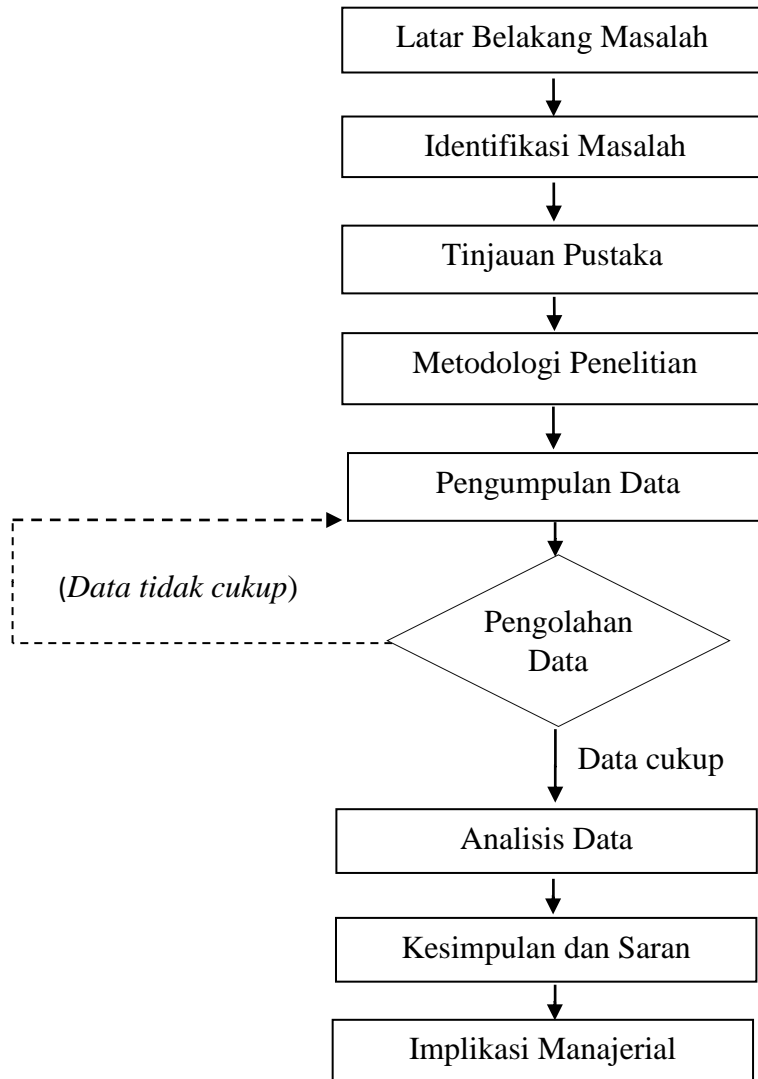 Latar Belakang Masalah
Identifikasi Masalah
Tinjauan Pustaka
Metodologi Penelitian
Pengumpulan Data
(Data tidak cukup)
Pengolahan
Data
Data cukup
Analisis Data
Kesimpulan dan Saran
Implikasi Manajerial